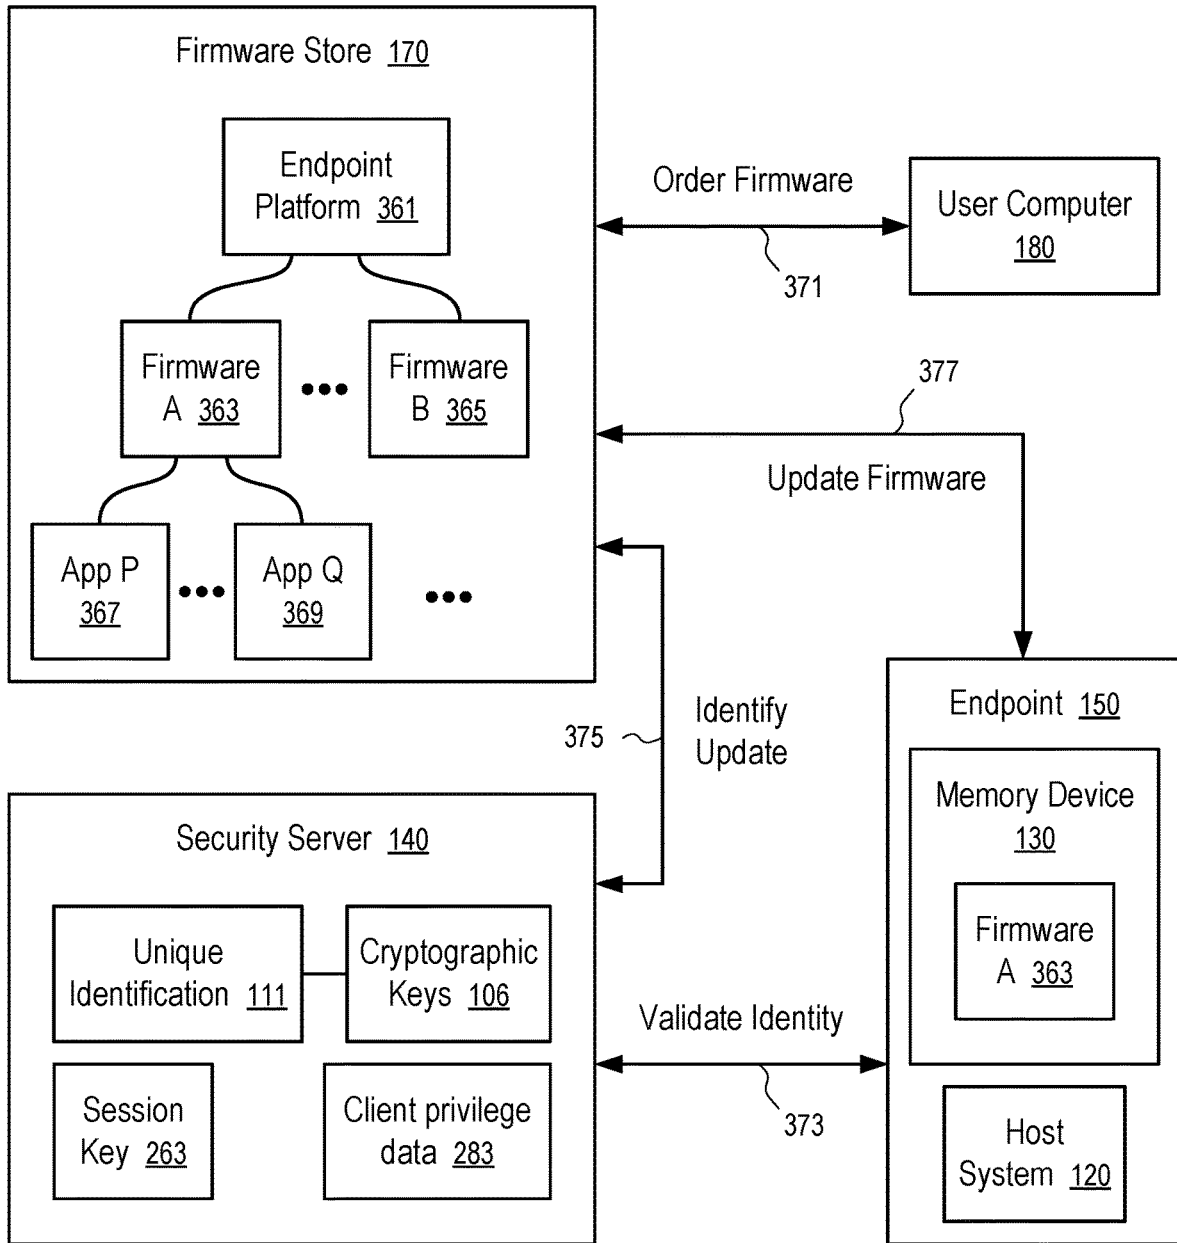 Firmware Store 170
Endpoint
Platform 361
Order Firmware
371
User Computer
180
Firmware
A 363
Firmware
B 365
377
Update Firmware
App P
367
App Q
369
375
Identify
Update
Endpoint 150
Memory Device
130
Firmware
A 363
Host
System 120
Security Server 140
Unique
Identification 111
Cryptographic
Keys 106
Validate Identity
373
Session
Key 263
Client privilege
data 283